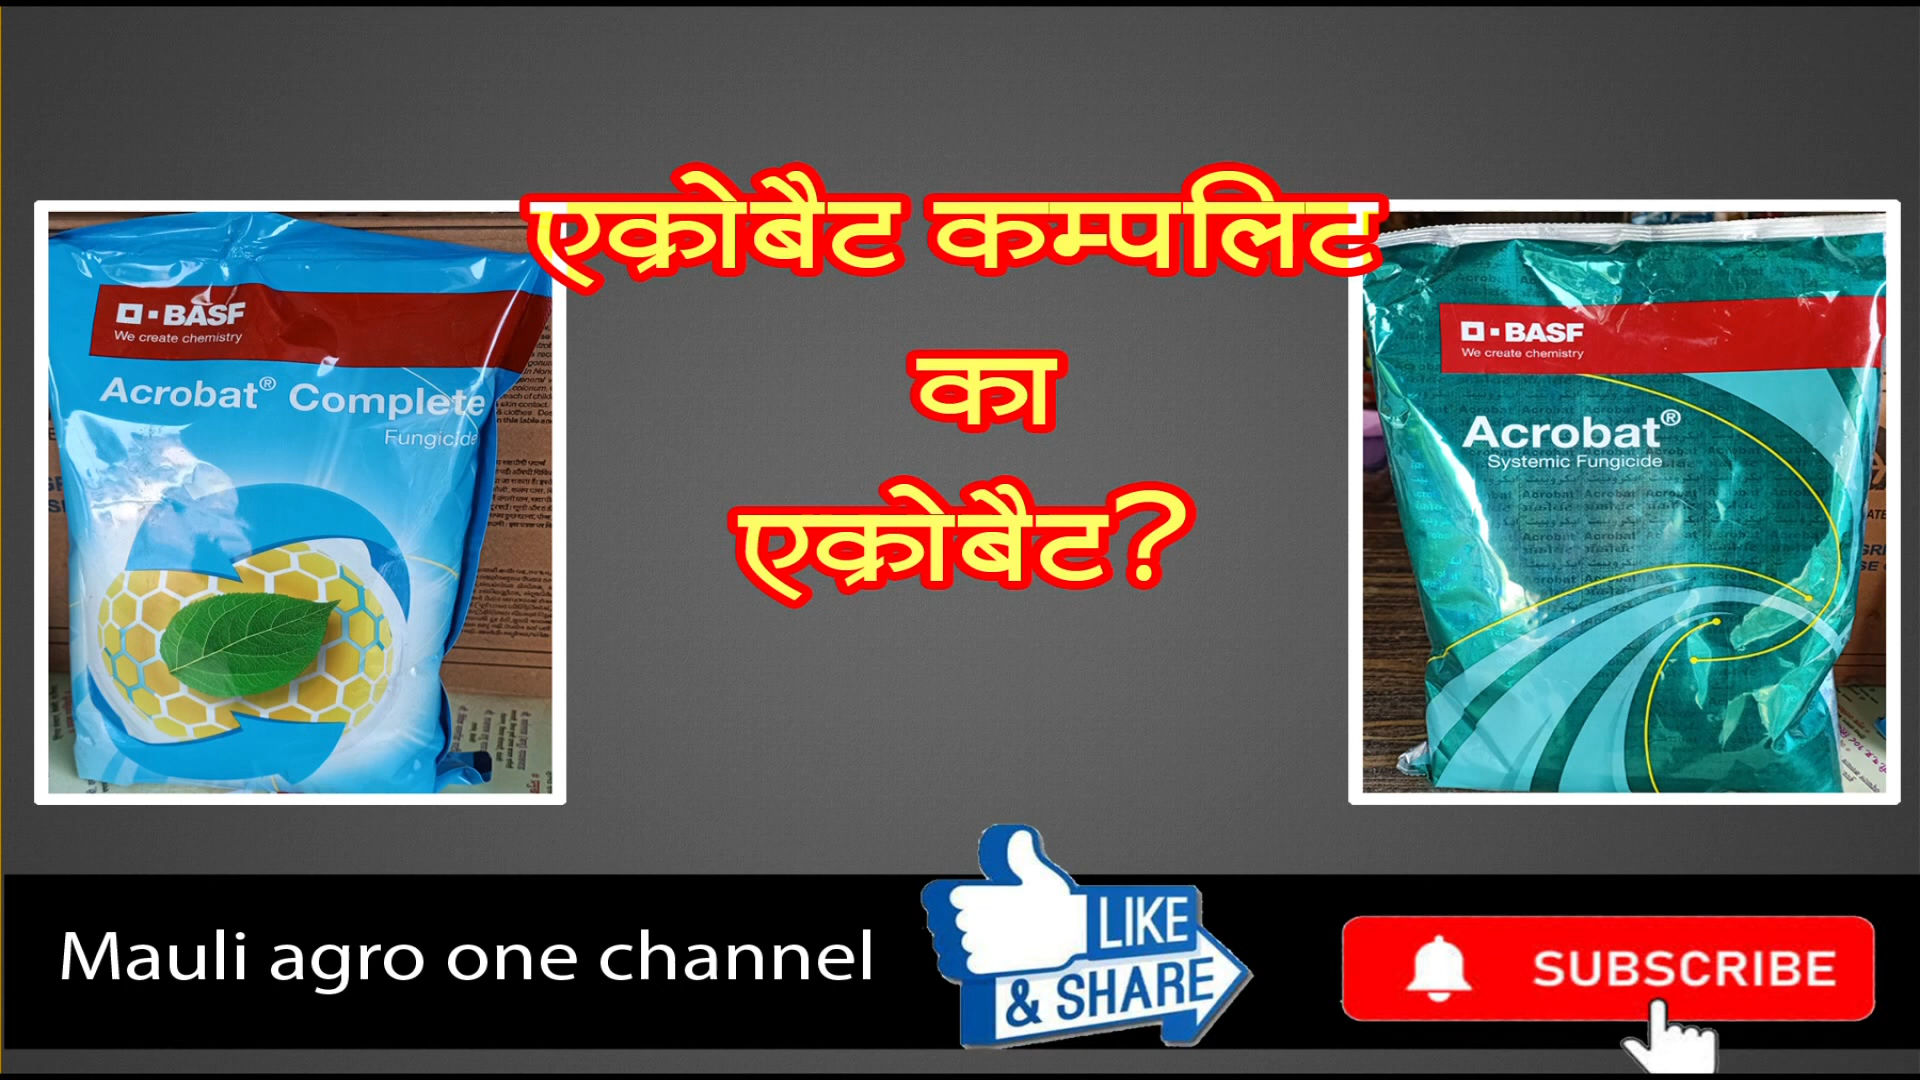 एक्रोबैट कम्पलिट
का
एक्रोबैट?
BASF
We create chemistry
Acrobat® Complete
Fungicide
BASF
We create chemistry
Acrobat®
Systemic Fungicide
Mauli agro one channel
LIKE
& SHARE
SUBSCRIBE